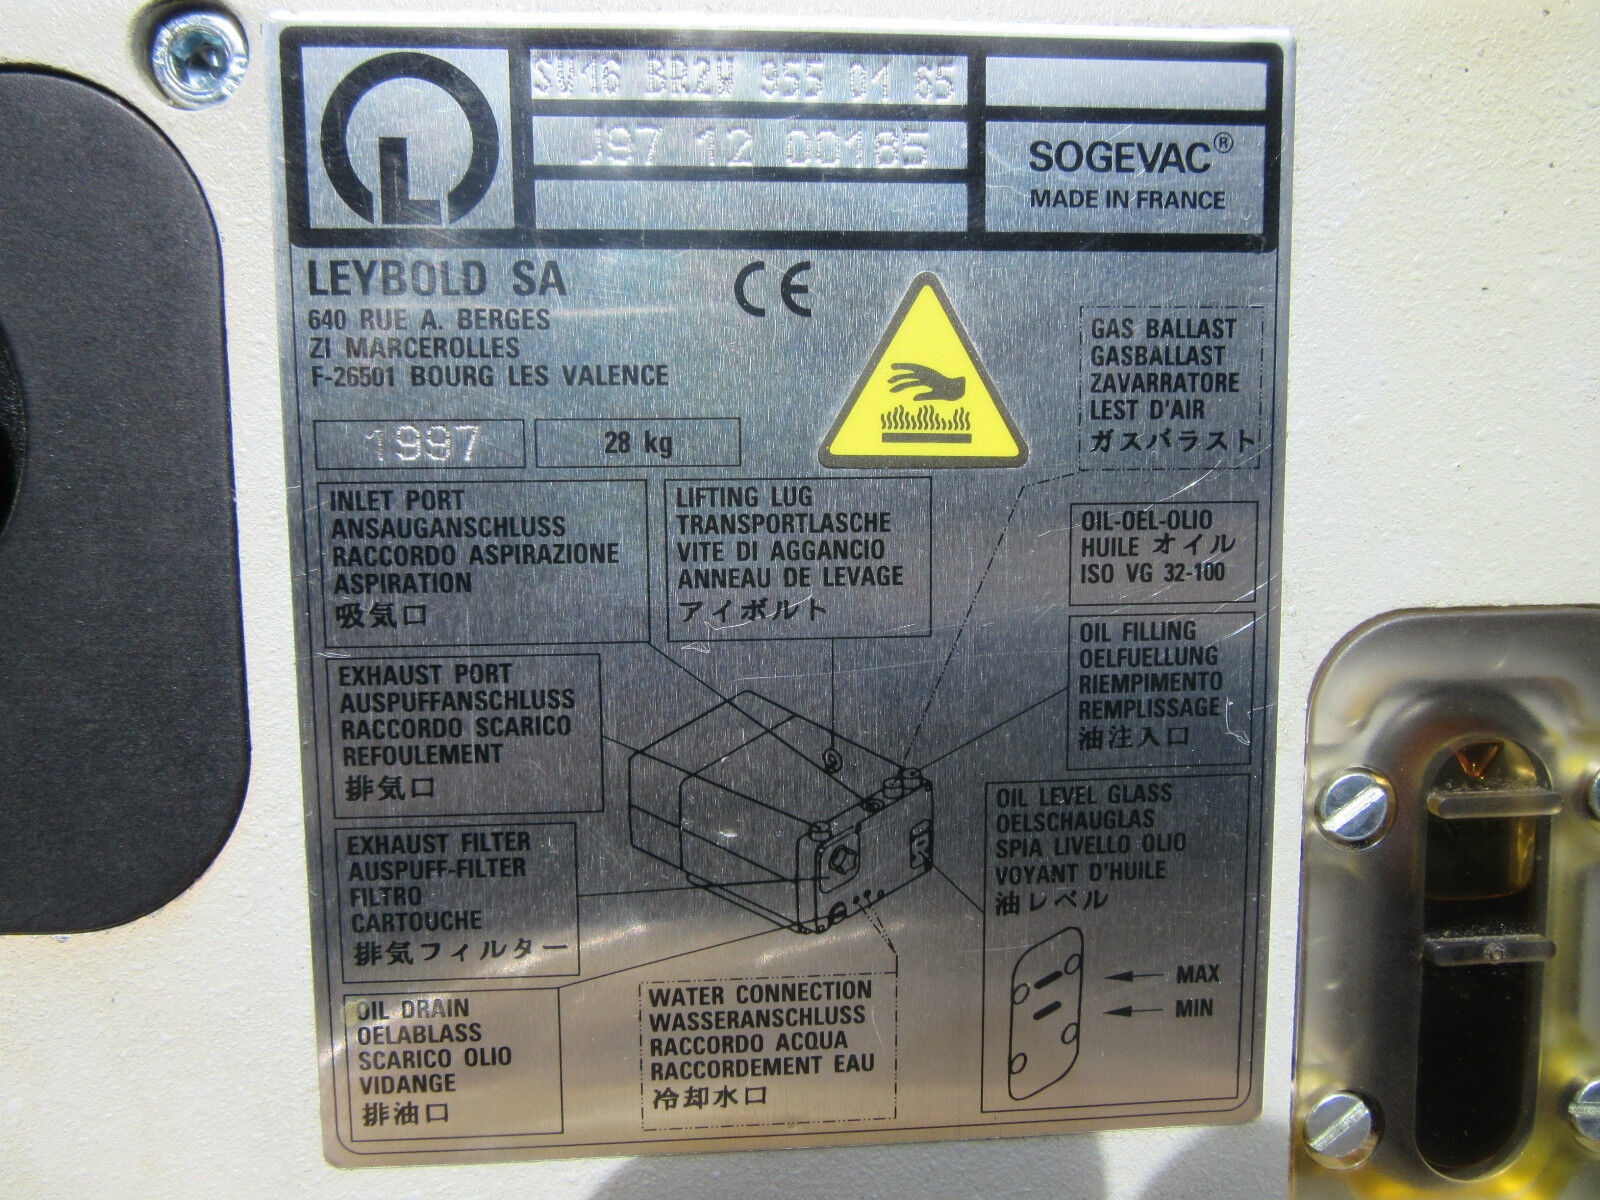 L
SV16 BR2W 955 01 65
J97 12 00185
SOGEVAC®
MADE IN FRANCE
LEYBOLD SA
640 RUE A. BERGES
ZI MARCEROLLES
F-26501 BOURG LES VALENCE
CE
1997
28 kg
GAS BALLAST
GASBALLAST
ZAVARRATORE
LEST D'AIR
ガスバラスト
INLET PORT
ANSAUGANSCHLUSS
RACCORDO ASPIRAZIONE
ASPIRATION
吸気口
LIFTING LUG
TRANSPORTLASCHE
VITE DI AGGANCIO
ANNEAU DE LEVAGE
アイボルト
OIL-OEL-OLIO
HUILE オイル
ISO VG 32-100
OIL FILLING
OELFUELLUNG
RIEMPIMENTO
REMPLISSAGE
油注入口
EXHAUST PORT
AUSPUFFANSCHLUSS
RACCORDO SCARICO
REFOULEMENT
排気口
OIL LEVEL GLASS
OELSCHAUGLAS
SPIA LIVELLO OLIO
VOYANT D'HUILE
油レベル
MAX
MIN
EXHAUST FILTER
AUSPUFF-FILTER
FILTRO
CARTOUCHE
排気フィルター
OIL DRAIN
OELABLASS
SCARICO OLIO
VIDANGE
排油口
WATER CONNECTION
WASSERANSCHLUSS
RACCORDO ACQUA
RACCORDEMENT EAU
冷却水口